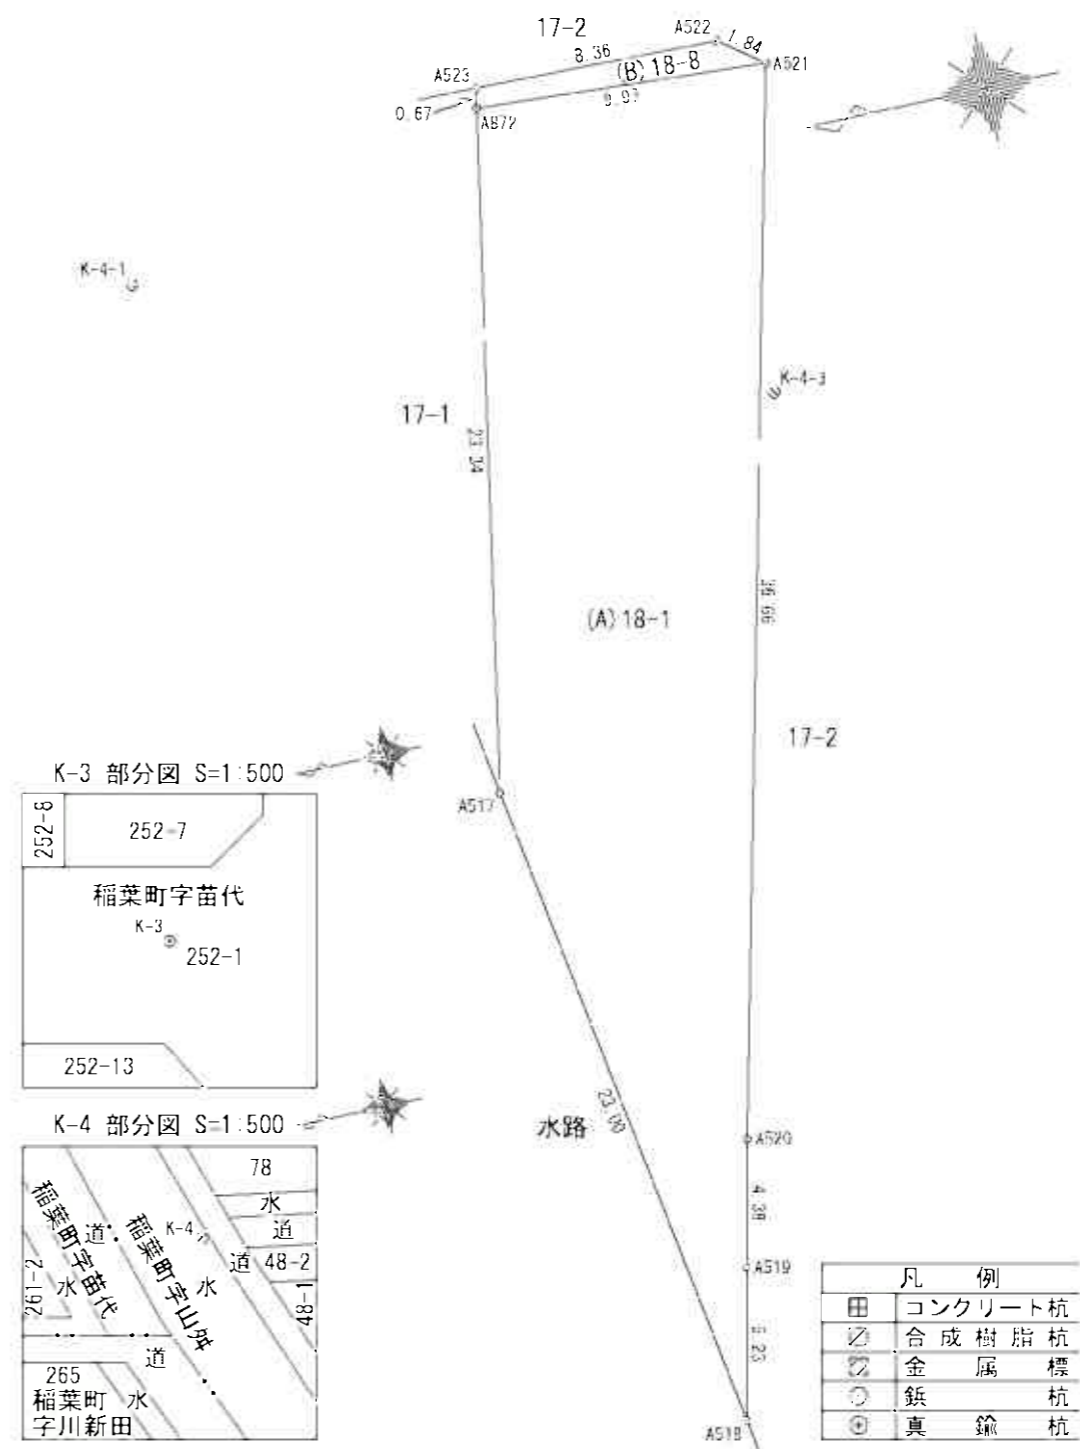 17-2
A522
1.84
8.36
(B) 18-8
A521
A523
0.67
A872
K-4-1
K-4-3
17-1
23.34
36.66
(A) 18-1
17-2
K-3 部分図 S=1:500
A517
252-8
252-7
稲葉町字苗代
K-3
252-1
252-13
K-4 部分図 S=1:500
水路
23.00
A520
4.38
A519
A518
78
水
道
稲葉町字苗代
道
稲葉町字山舛
K-4
道
48-2
261-2
水
水
48-1
道
265
稲葉町
水
字川新田
凡例
コンクリート杭
合成樹脂杭
金属標
鋲杭
真鍮杭